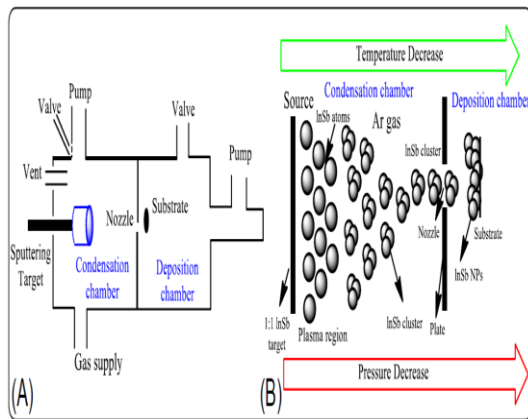 Pump
Valve
Valve
Pump
Vent
Nozzle
Substrate
Sputtering
Target
Condensation
chamber
Deposition
chamber
Gas supply
(A)
Temperature Decrease
Source
Condensation chamber
Deposition chamber
InSb atoms
Ar gas
InSb cluster
Nozzle
Substrate
InSb NPs
1:1 InSb
target
Plasma region
InSb cluster
Plate
(B)
Pressure Decrease